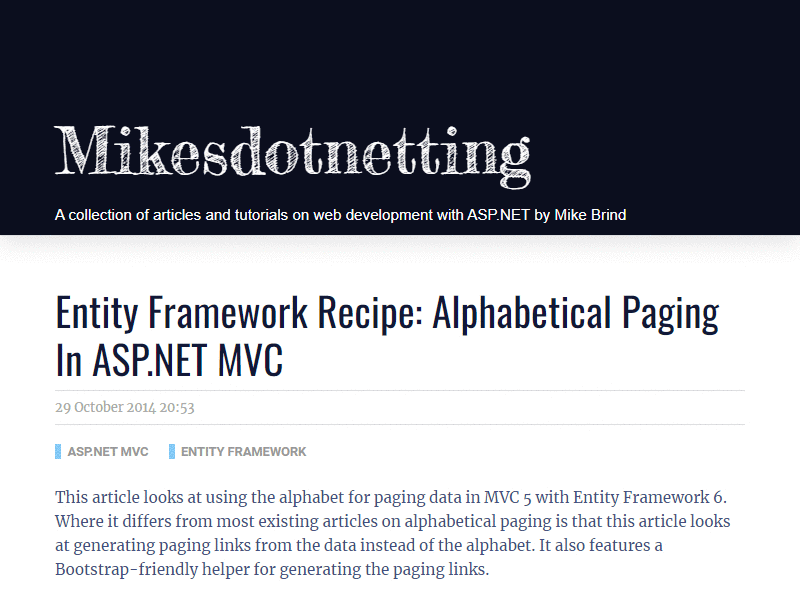 Mikesdotnetting
A collection of articles and tutorials on web development with ASP.NET by Mike Brind
Entity Framework Recipe: Alphabetical Paging
In ASP.NET MVC
29 October 2014 20:53
ASP.NET MVC ENTITY FRAMEWORK
This article looks at using the alphabet for paging data in MVC 5 with Entity Framework 6.
Where it differs from most existing articles on alphabetical paging is that this article looks
at generating paging links from the data instead of the alphabet. It also features a
Bootstrap-friendly helper for generating the paging links.